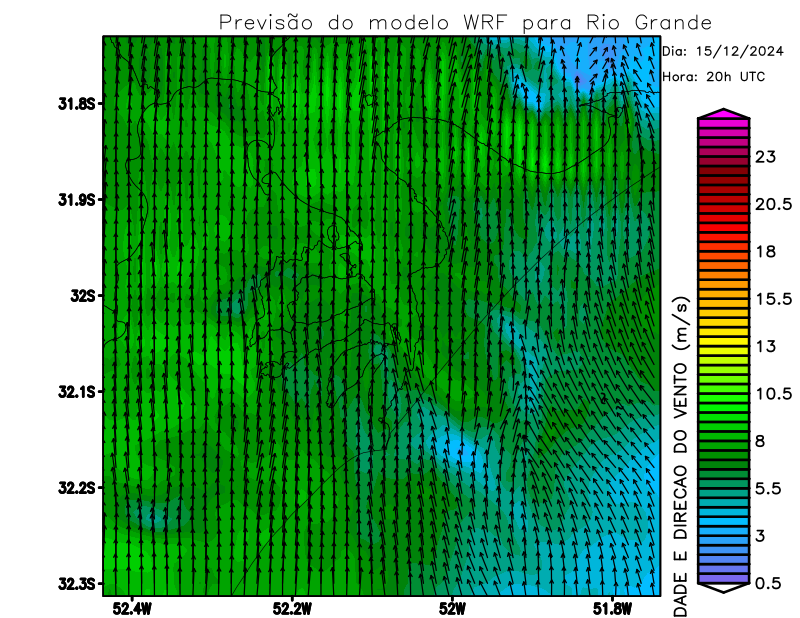 Previsão do modelo WRF para Rio Grande
Dia: 15/12/2024
Hora: 20h UTC
31.8S
31.9S
32S
32.1S
32.2S
32.3S
52.4W
52.2W
52W
51.8W
23
20.5
18
15.5
13
10.5
8
5.5
3
0.5
DADE E DIRECAO DO VENTO (m/s)